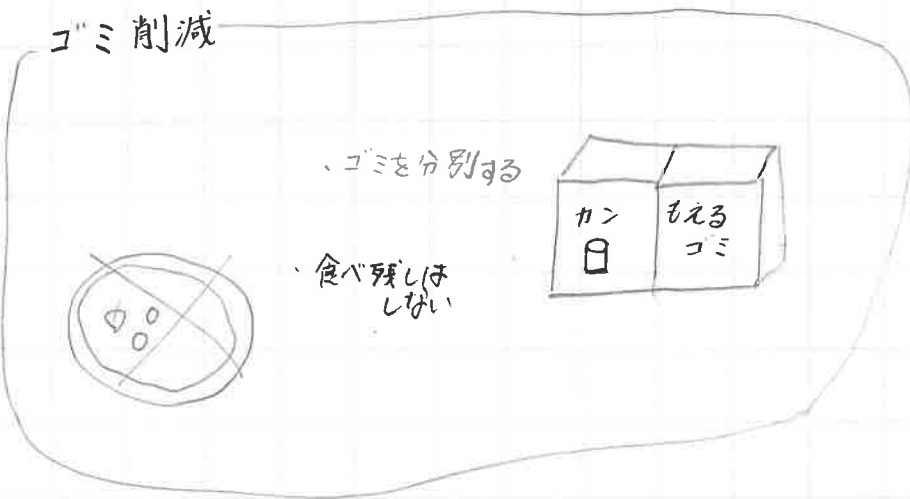 ゴミ削減
・ゴミを分別する
カン
もえる
ゴミ
・食べ残しは
しない